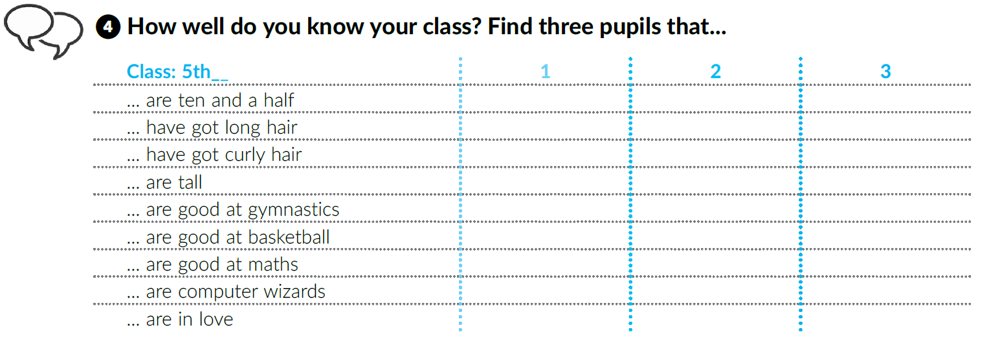 4 How well do you know your class? Find three pupils that...
Class: 5th__ 1 2 3
... are ten and a half
... have got long hair
... have got curly hair
... are tall
... are good at gymnastics
... are good at basketball
... are good at maths
... are computer wizards
... are in love